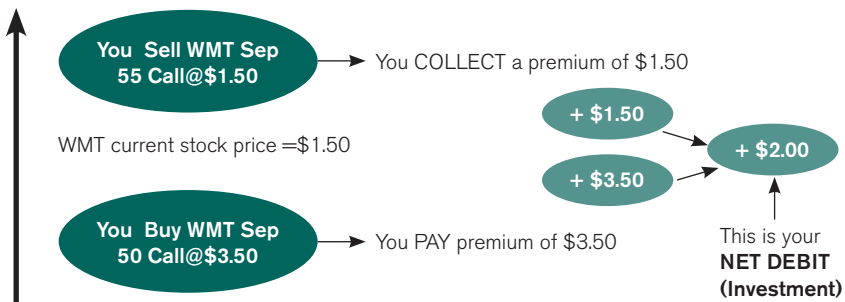 You Sell WMT Sep
55 Call@$1.50
You COLLECT a premium of $1.50
+ $1.50
WMT current stock price =$1.50
+ $2.00
+ $3.50
You Buy WMT Sep
50 Call@$3.50
You PAY premium of $3.50
This is your
NET DEBIT
(Investment)